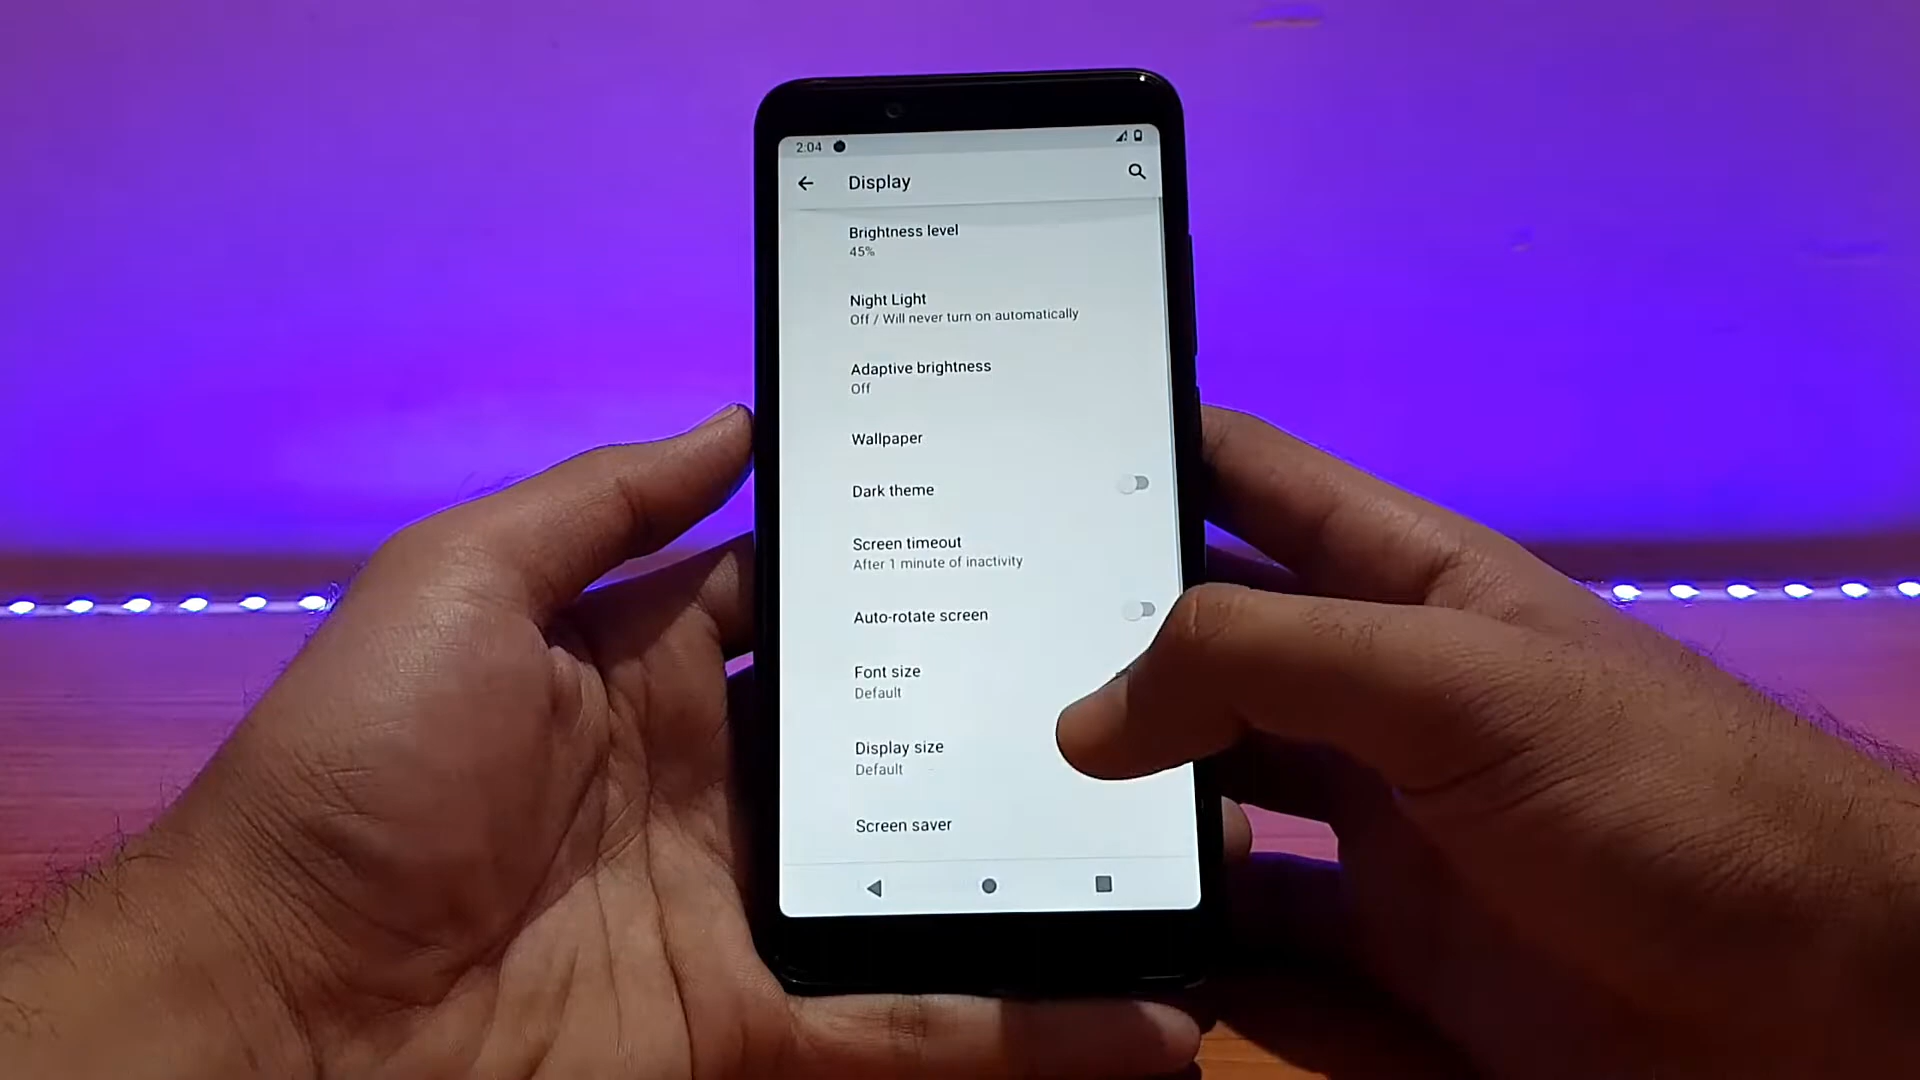 2:04
Display
Brightness level
45%
Night Light
Off / Will never turn on automatically
Adaptive brightness
Off
Wallpaper
Dark theme
Screen timeout
After 1 minute of inactivity
Auto-rotate screen
Font size
Default
Display size
Default
Screen saver